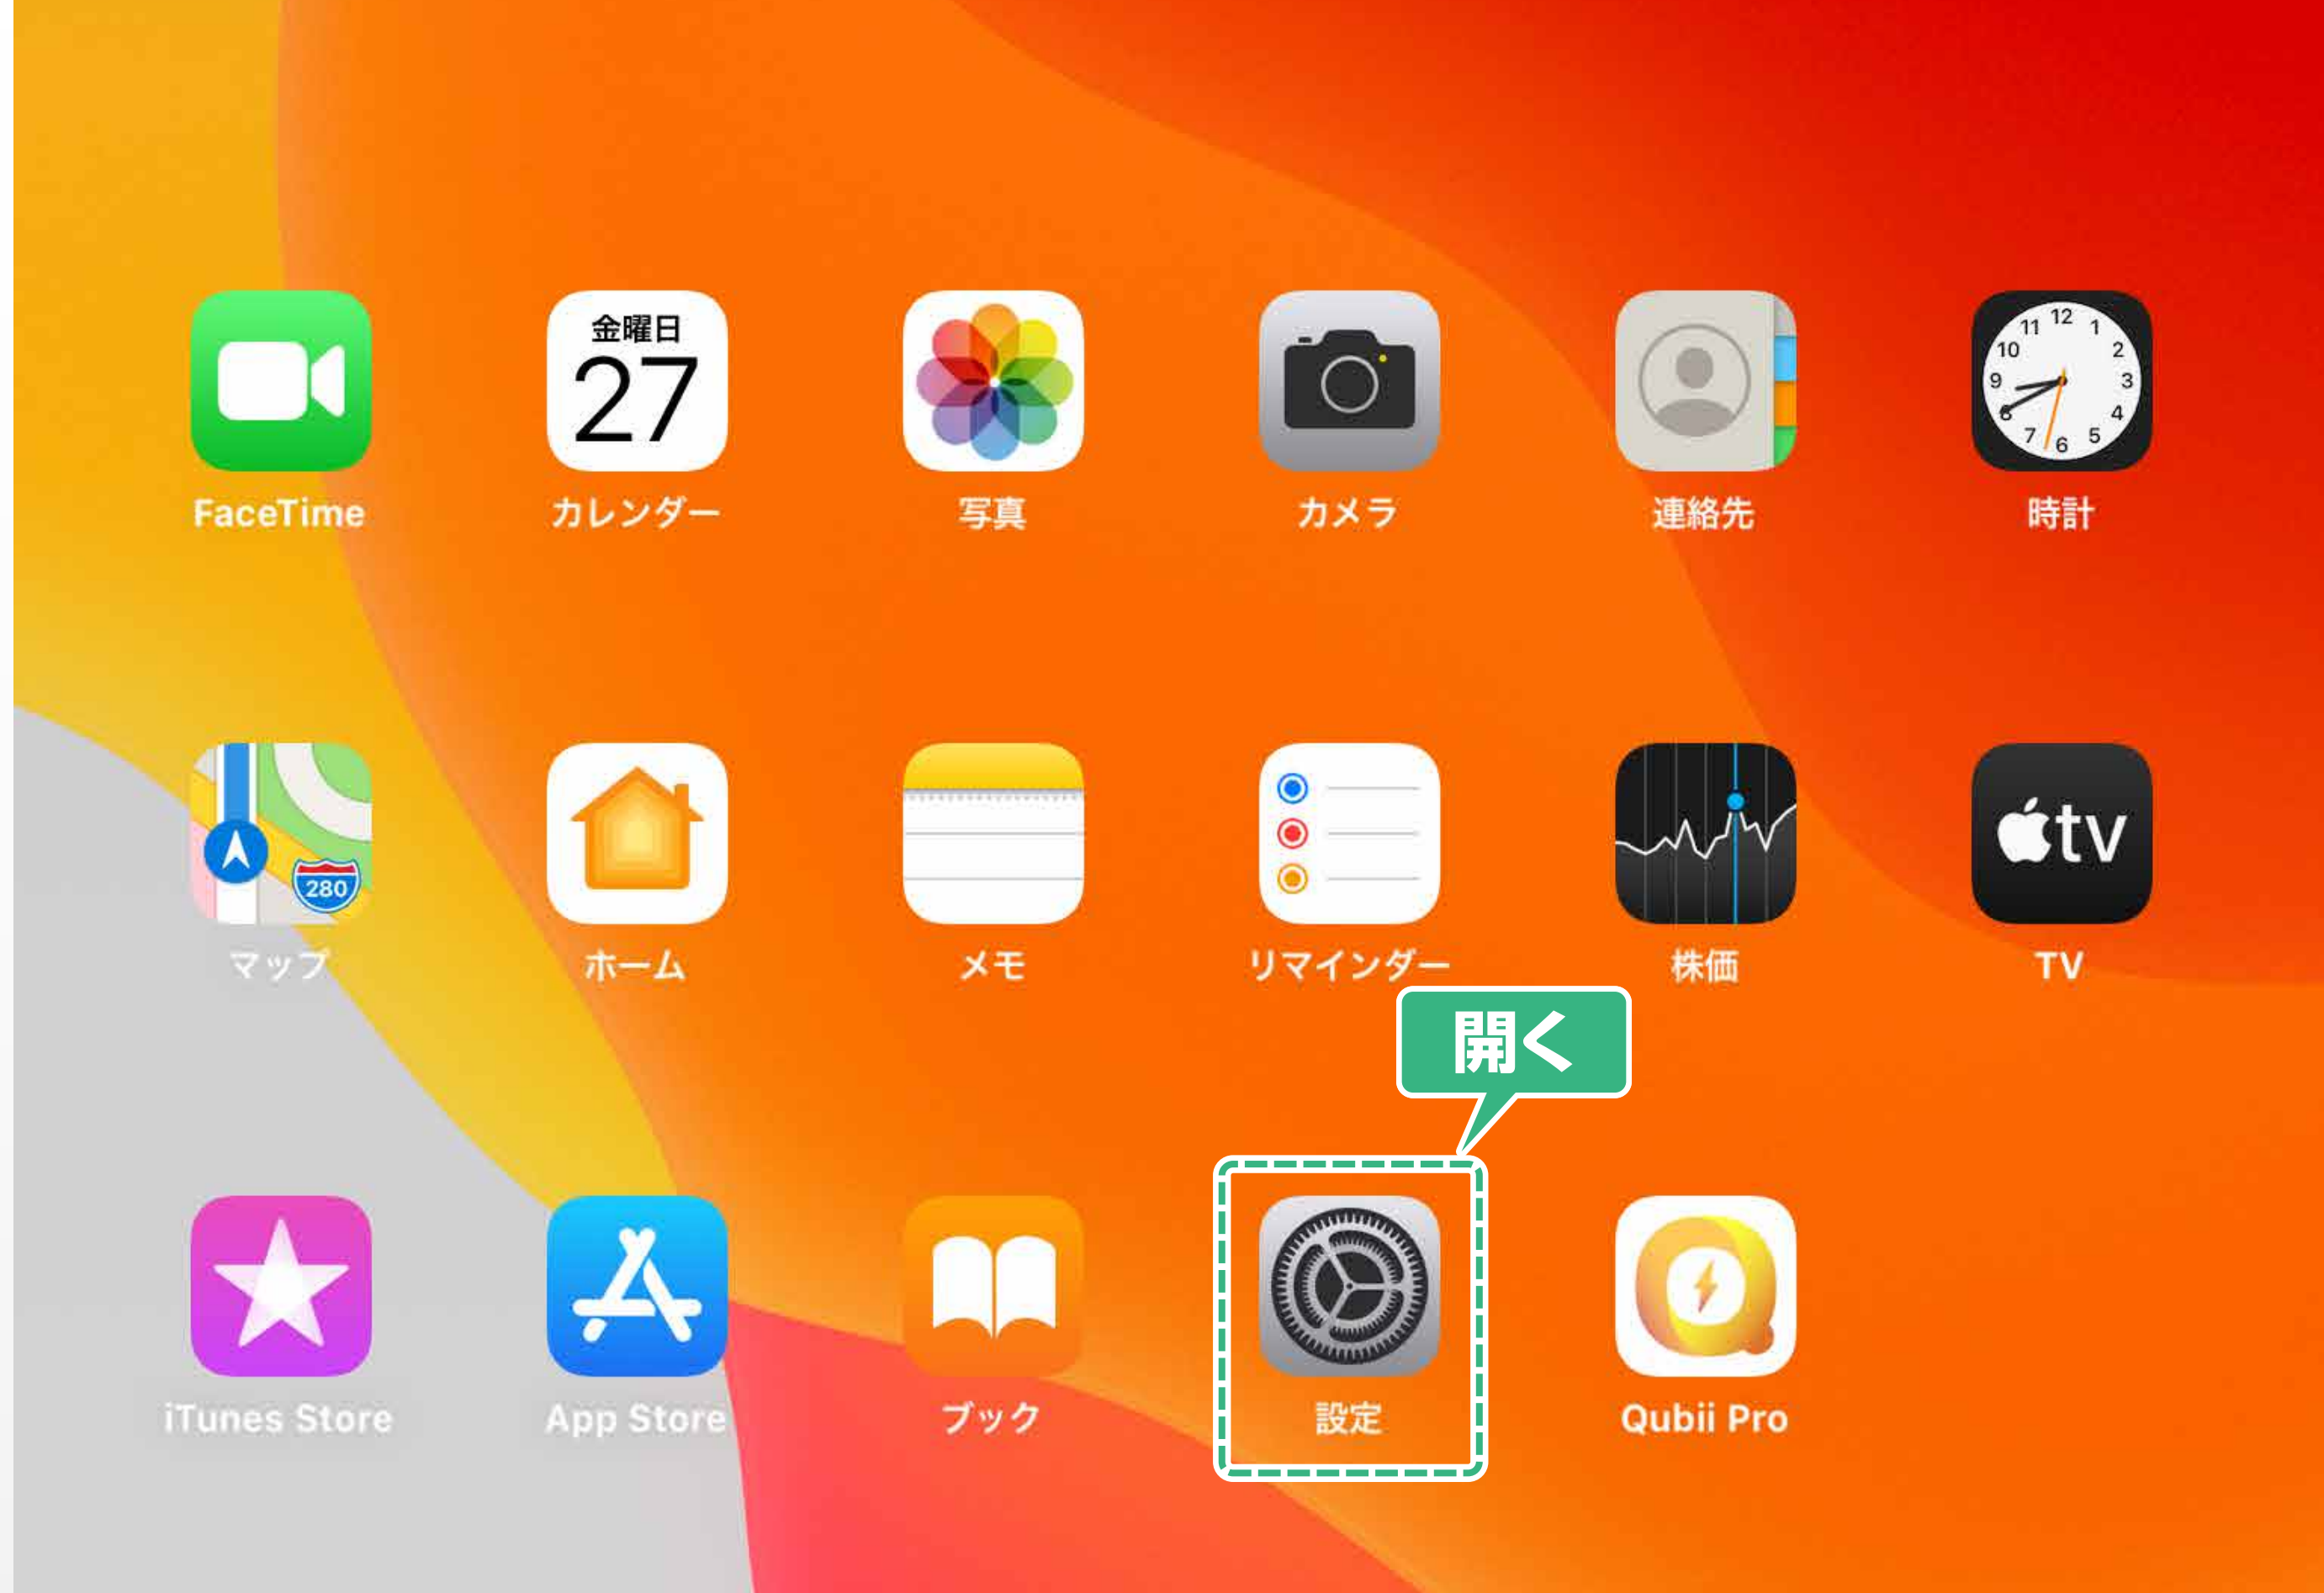 金曜日
27
12
11
1
10
2
9
3
8
4
7
5
6
FaceTime
カレンダー
写真
カメラ
連絡先
時計
280
tv
マップ
ホーム
メモ
リマインダー
株価
TV
開く
iTunes Store
App Store
ブック
設定
Qubii Pro